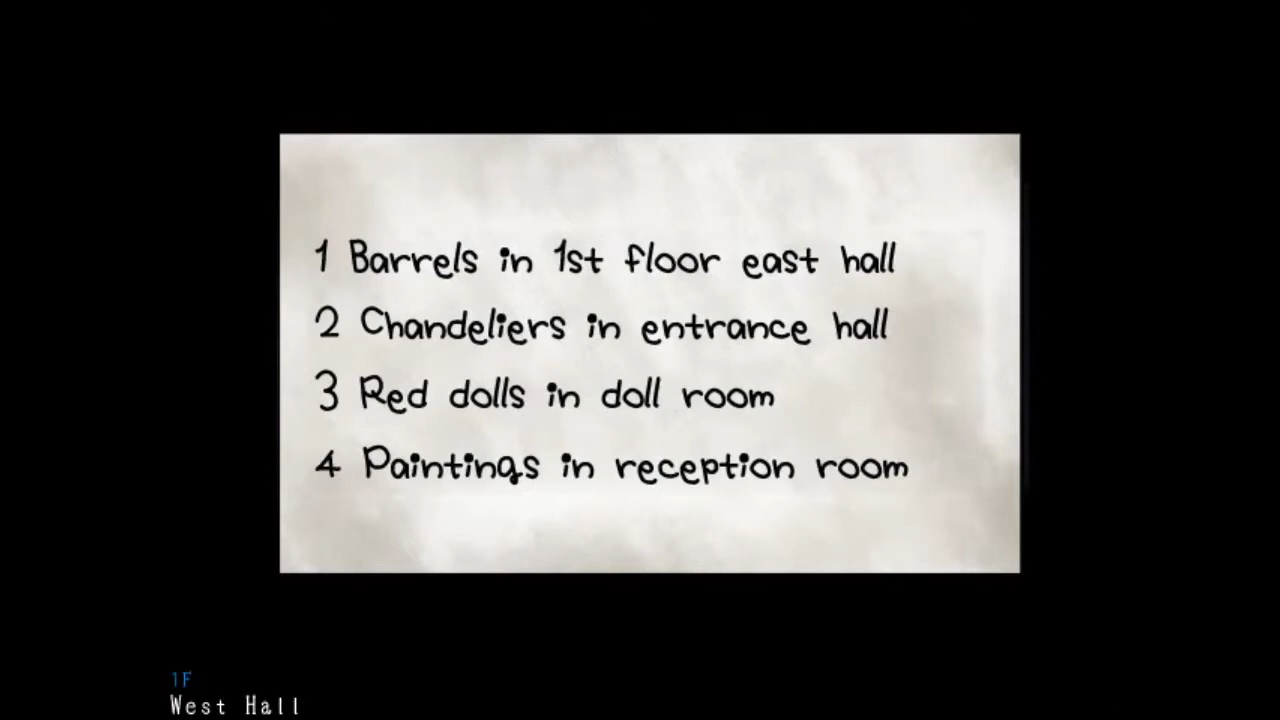 1 Barrels in 1st floor east hall
2 Chandeliers in entrance hall
3 Red dolls in doll room
4 Paintings in reception room
1F
West Hall